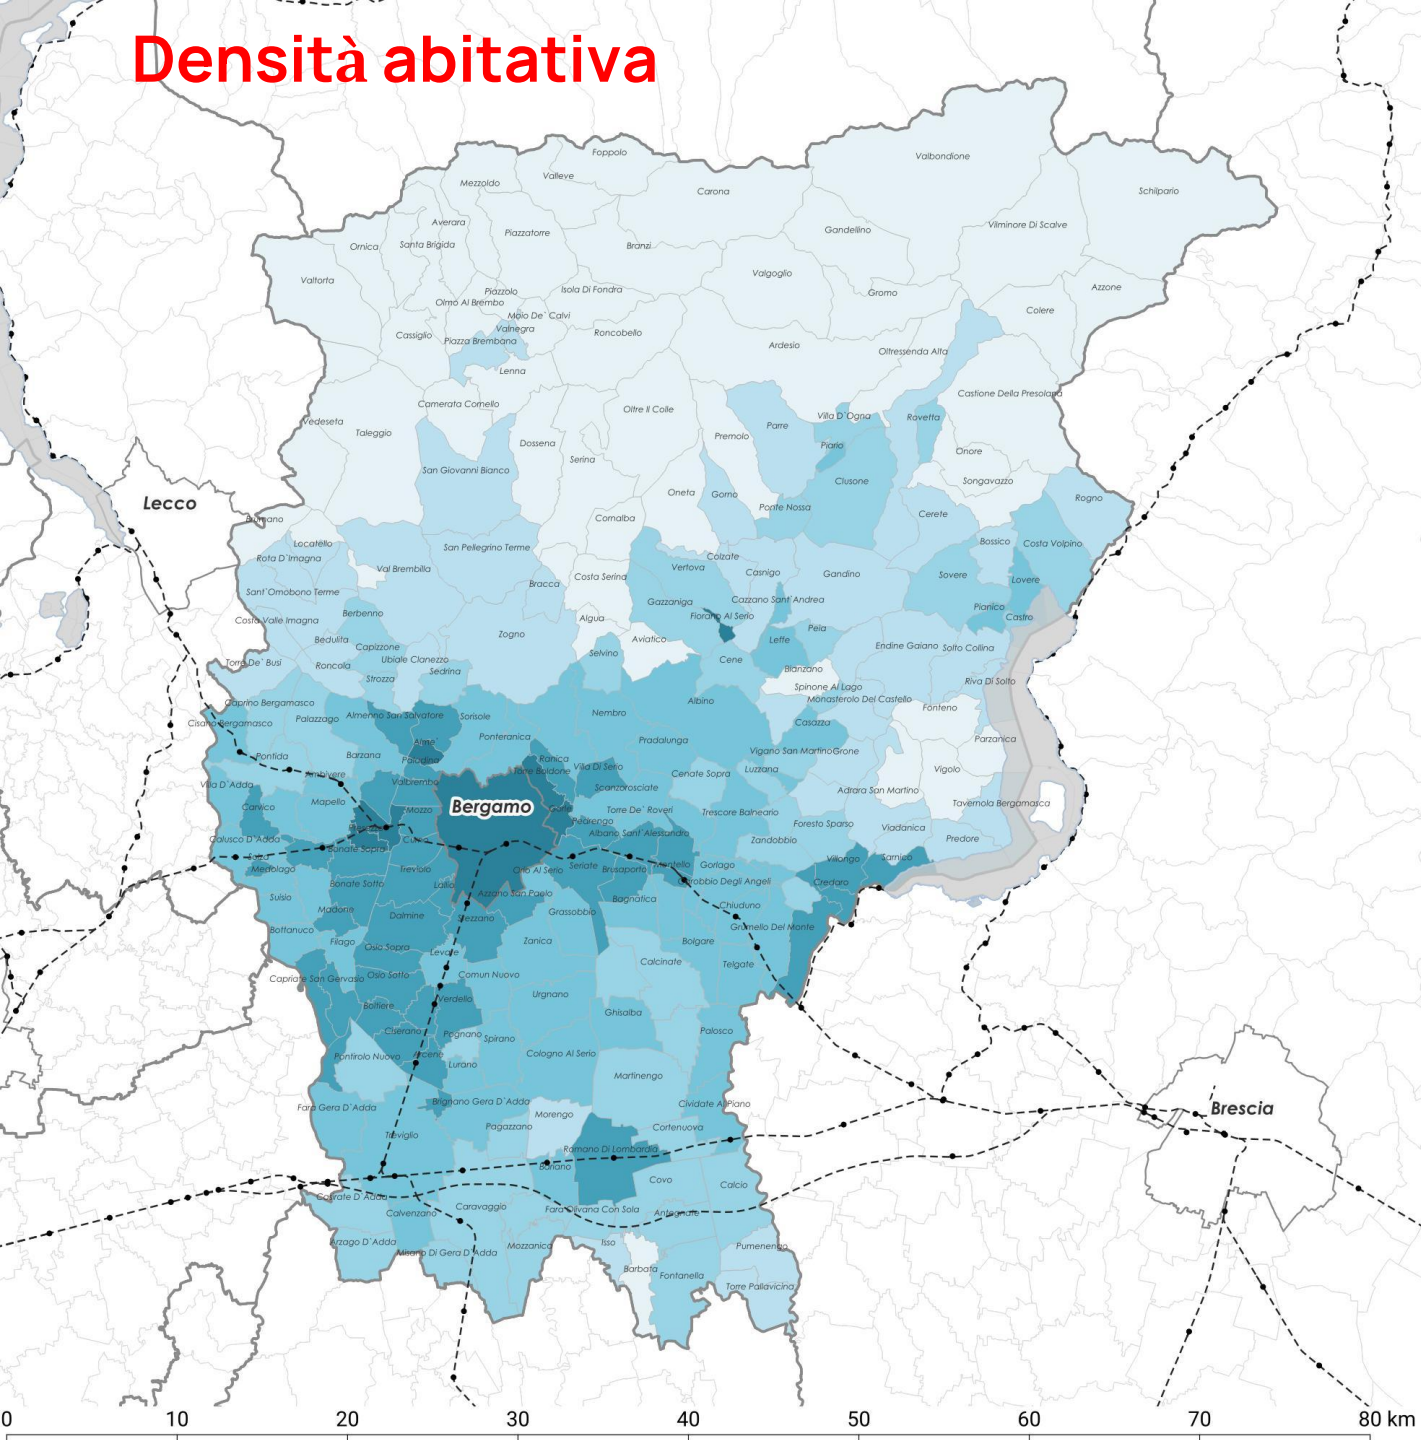 Densità abitativa
Foppolo
Valbondione
Valleve
Mezzoldo
Carona
Schilpario
Averara
Piazzatorre
Vilminore Di Scalve
Gandellino
Ornica
Santa Brigida
Branzi
Valtorta
Valgoglio
Azzone
Piazzolo
Isola Di Fondra
Gromo
Olmo Al Brembo
Colere
Moio De` Calvi
Valnegra
Cassiglio
Roncobello
Piazza Brembana
Ardesio
Oltressenda Alta
Lenna
Castione Della Presolana
Camerata Cornello
Oltre Il Colle
Villa D`Ogna
Rovetta
Vedeseta
Taleggio
Parre
Premolo
Dossena
Piario
Serina
Onore
San Giovanni Bianco
Clusone
Songavazzo
Oneta
Gorno
Rogno
Lecco
Ponte Nossa
Cerete
Brumano
Cornalba
Locatello
Bossico
Costa Volpino
San Pellegrino Terme
Rota D`Imagna
Colzate
Val Brembilla
Vertova
Casnigo
Gandino
Sovere
Costa Serina
Lovere
Bracca
Sant`Omobono Terme
Gazzaniga
Cazzano Sant`Andrea
Pianico
Berbenno
Costa Valle Imagna
Algua
Fiorano Al Serio
Castro
Peia
Zogno
Bedulita
Aviatico
Leffe
Capizzone
Endine Gaiano
Solto Collina
Selvino
Cene
Torre De` Busi
Roncola
Ubiale Clanezzo
Sedrina
Bianzano
Strozza
Riva Di Solto
Spinone Al Lago
Caprino Bergamasco
Albino
Monasterolo Del Castello
Fonteno
Cisano Bergamasco
Palazzago
Almenno San Salvatore
Sorisole
Nembro
Casazza
Ponteranica
Pradalunga
Parzanica
Almè
Vigano San Martino
Grone
Pontida
Barzana
Paladina
Ranica
Torre Boldone
Villa Di Serio
Cenate Sopra
Luzzana
Vigolo
Ambivere
Valbrembo
Villa D`Adda
Scanzorosciate
Adrara San Martino
Carvico
Mapello
Mozzo
Bergamo
Torre De` Roveri
Trescore Balneario
Tavernola Bergamasca
Pedrengo
Foresto Sparso
Viadanica
Albano Sant`Alessandro
Calusco D`Adda
Zandobbio
Predore
Bonate Sopra
Villongo
Sarnico
Medolago
Treviolo
Orio Al Serio
Seriate
Brusaporto
Montello
Gorlago
Bonate Sotto
Lallio
Credaro
Azzano San Paolo
Suisio
Bagnatica
Madone
Chiuduno
Dalmine
Stezzano
Grassobbio
Bottanuco
Grumello Del Monte
Filago
Osio Sopra
Zanica
Bolgare
Levate
Calcinate
Telgate
Capriate San Gervasio
Osio Sotto
Comun Nuovo
Urgnano
Verdello
Boltiere
Ghisalba
Ciserano
Pognano
Spirano
Palosco
Pontirolo Nuovo
Arcene
Cologno Al Serio
Lurano
Martinengo
Fara Gera D`Adda
Brignano Gera D`Adda
Cividate Al Piano
Brescia
Morengo
Pagazzano
Cortenuova
Treviglio
Romano Di Lombardia
Bariano
Covo
Calcio
Casirate D`Adda
Caravaggio
Calvenzano
Fara Olivana Con Sola
Antegnate
Arzago D`Adda
Misano Di Gera D`Adda
Mozzanica
Isso
Pumenengo
Barbata
Fontanella
Torre Pallavicina
0 10 20 30 40 50 60 70 80 km